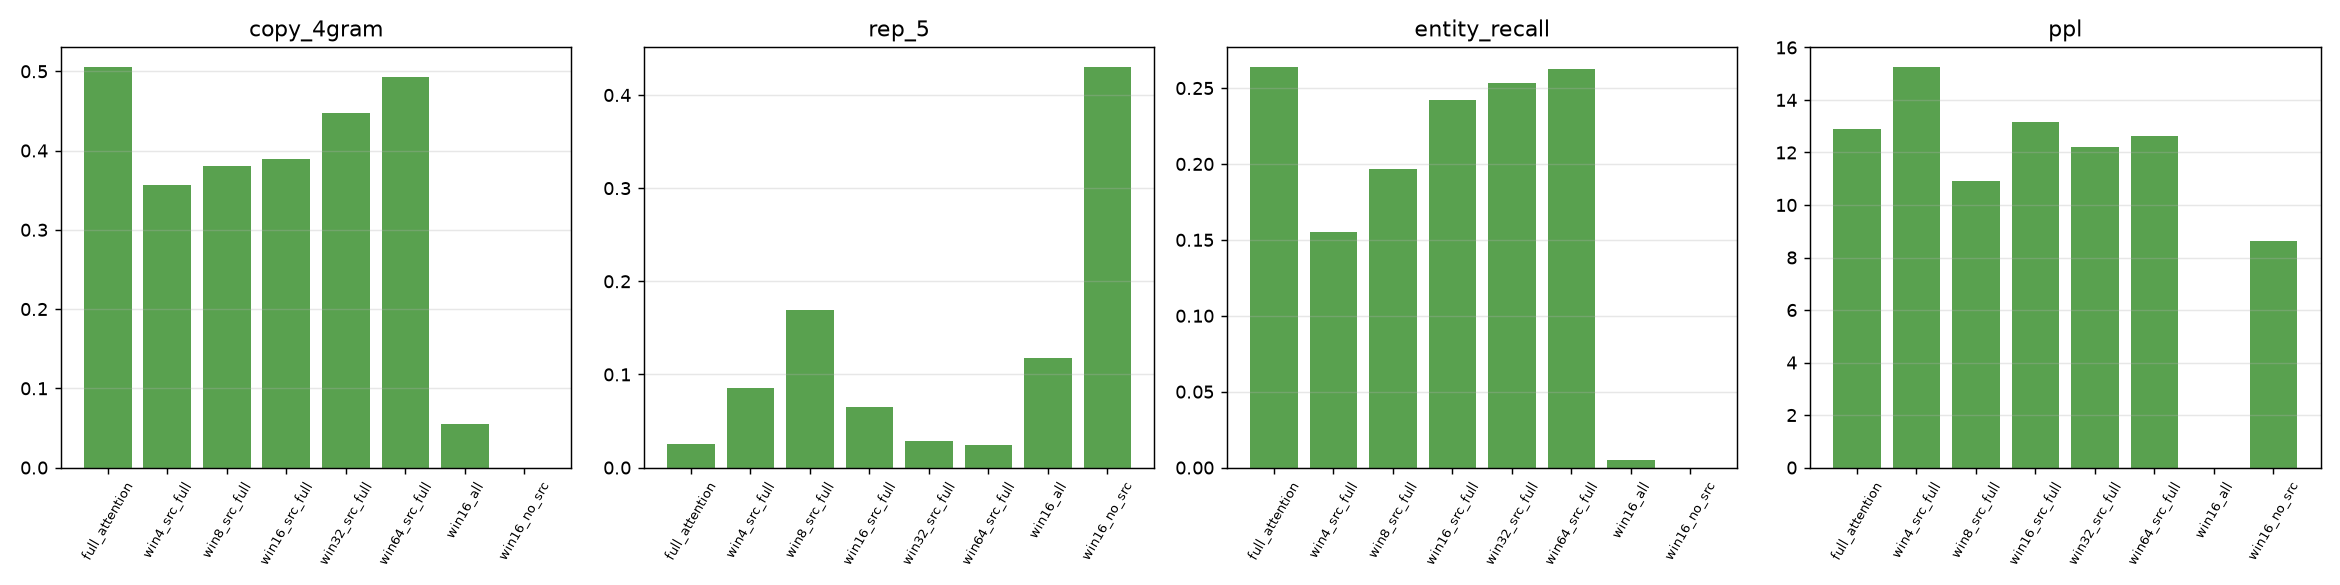 copy_4gram
0.5
0.4
0.3
0.2
0.1
0.0
full_attention
win4_src_full
win8_src_full
win16_src_full
win32_src_full
win64_src_full
win16_all
win16_no_src
rep_5
0.4
0.3
0.2
0.1
0.0
full_attention
win4_src_full
win8_src_full
win16_src_full
win32_src_full
win64_src_full
win16_all
win16_no_src
entity_recall
0.25
0.20
0.15
0.10
0.05
0.00
full_attention
win4_src_full
win8_src_full
win16_src_full
win32_src_full
win64_src_full
win16_all
win16_no_src
ppl
16
14
12
10
8
6
4
2
0
full_attention
win4_src_full
win8_src_full
win16_src_full
win32_src_full
win64_src_full
win16_all
win16_no_src